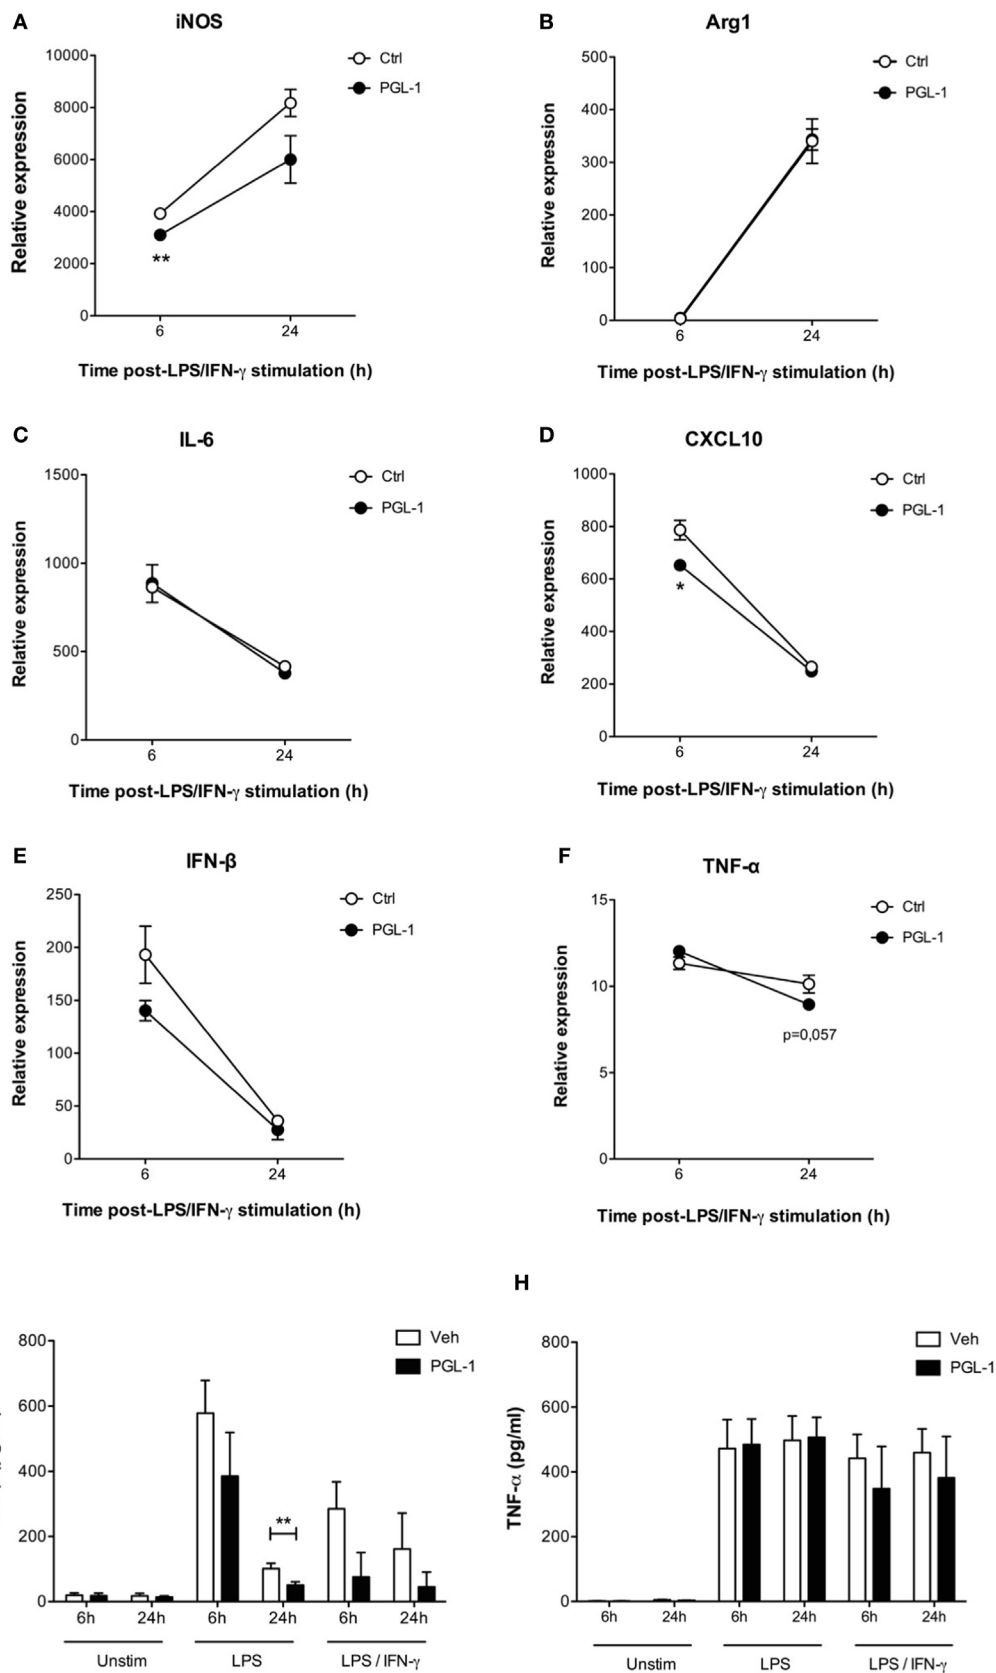 A
iNOS
10000
8000
6000
4000
2000
0
Relative expression
Ctrl
PGL-1
**
6
24
Time post-LPS/IFN-γ stimulation (h)
B
Arg1
500
400
300
200
100
0
Relative expression
Ctrl
PGL-1
6
24
Time post-LPS/IFN-γ stimulation (h)
C
IL-6
1500
1000
500
0
Relative expression
Ctrl
PGL-1
6
24
Time post-LPS/IFN-γ stimulation (h)
D
CXCL10
1000
800
600
400
200
0
Relative expression
Ctrl
PGL-1
*
6
24
Time post-LPS/IFN-γ stimulation (h)
E
IFN-β
250
200
150
100
50
0
Relative expression
Ctrl
PGL-1
6
24
Time post-LPS/IFN-γ stimulation (h)
F
TNF-α
15
10
5
0
Relative expression
Ctrl
PGL-1
p=0,057
6
24
Time post-LPS/IFN-γ stimulation (h)
800
600
400
200
0
Veh
PGL-1
**
6h 24h 6h 24h 6h 24h
Unstim LPS LPS / IFN-γ
H
800
600
400
200
0
TNF-α (pg/ml)
Veh
PGL-1
6h 24h 6h 24h 6h 24h
Unstim LPS LPS / IFN-γ